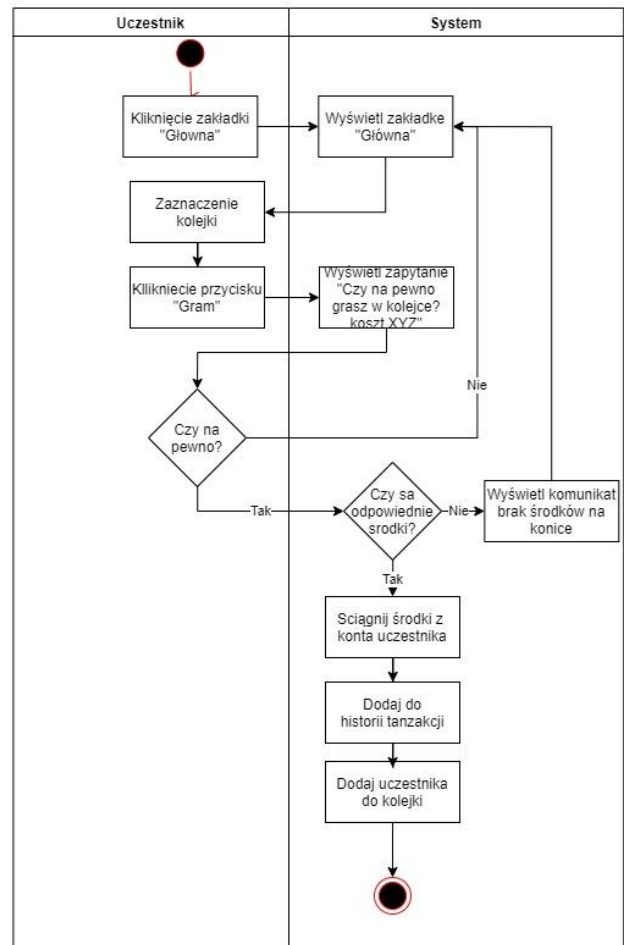 Uczestnik
System
Kliknięcie zakładki
"Głowna"
Wyświetl zakładke
"Główna"
Zaznaczenie
kolejki
Kllikniecie przycisku
"Gram"
Wyświetl zapytanie
"Czy na pewno
grasz w kolejce?
koszt XYZ"
Nie
Czy na
pewno?
Tak
Czy sa
odpowiednie
srodki?
Nie
Wyświetl komunikat
brak środków na
konice
Tak
Sciągnij środki z
konta uczestnika
Dodaj do
historii tanzakcji
Dodaj uczestnika
do kolejki